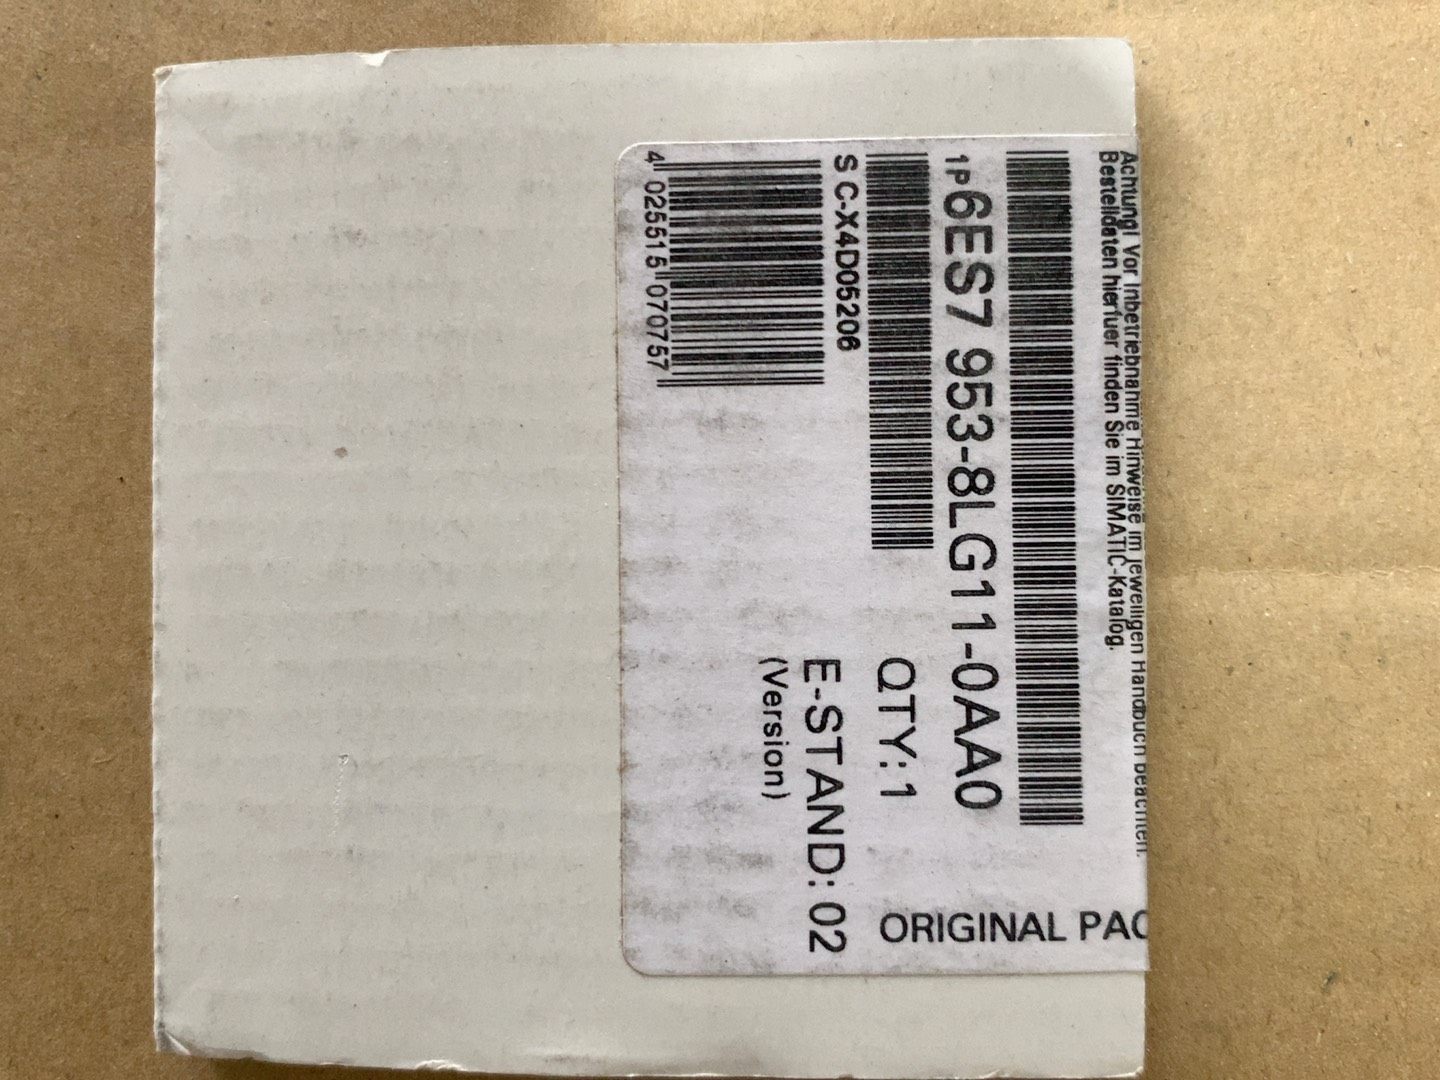 Achtung! Vor Inbetriebnahme Hinweise im jeweiligen Handbuch beachten.
Bestelldaten hierfuer finden Sie im SIMATIC-Katalog.
1P6ES7 953-8LG11-0AA0
S C-X4D05206
QTY: 1
4 025515 070757
E-STAND: 02
(Version)
ORIGINAL PAC